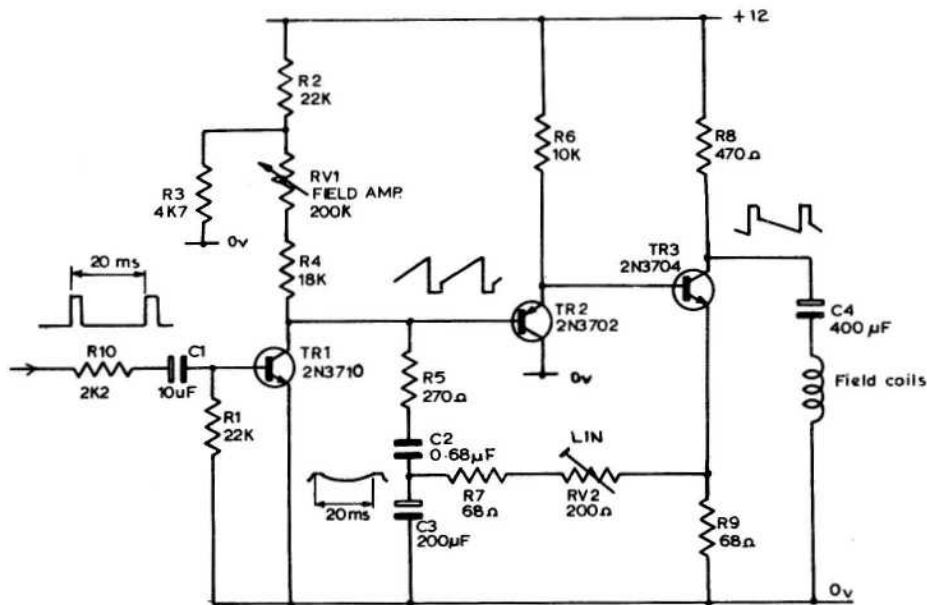 +12
R2
22K
R6
10K
R8
470Ω
R3
4K7
RV1
FIELD AMP.
200K
0v
R4
18K
20 ms
TR3
2N3704
TR2
2N3702
C4
400 µF
R10
2K2
C1
10uF
TR1
2N3710
0v
Field coils
R5
270Ω
R1
22K
C2
0·68µF
LIN
20ms
R7
68Ω
RV2
200Ω
C3
200µF
R9
68Ω
0v